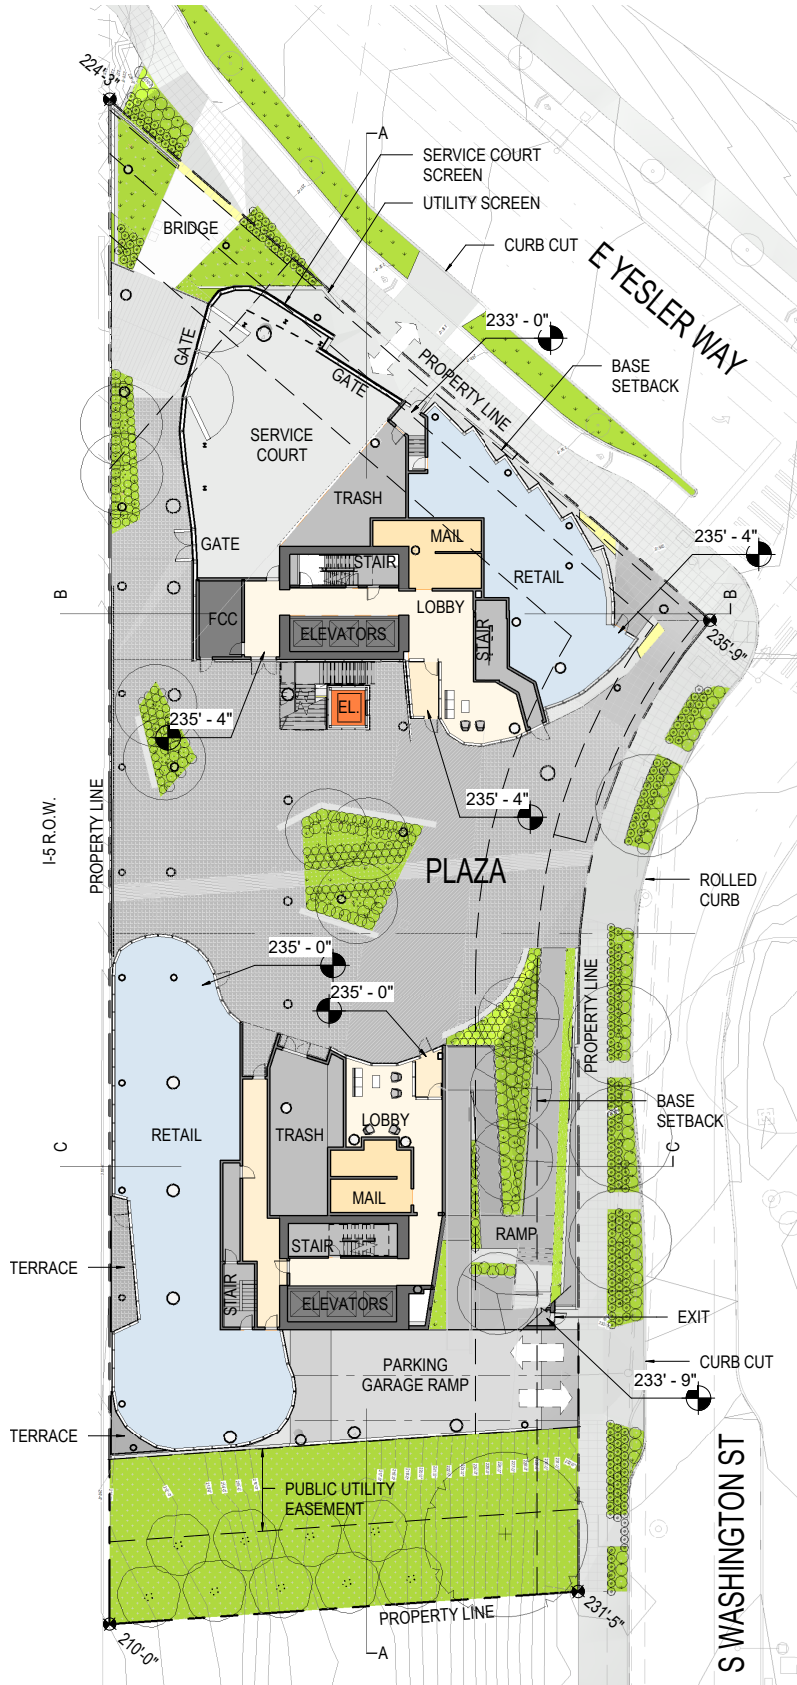 224'-3"
A
SERVICE COURT
SCREEN
UTILITY SCREEN
BRIDGE
CURB CUT
E YESLER WAY
233' - 0"
GATE
PROPERTY LINE
BASE
SETBACK
GATE
SERVICE
COURT
TRASH
235' - 4"
MAIL
GATE
STAIR
RETAIL
B
B
FCC
LOBBY
ELEVATORS
STAIR
235'-9"
EL.
235' - 4"
235' - 4"
I-5 R.O.W.
PROPERTY LINE
PLAZA
ROLLED
CURB
235' - 0"
235' - 0"
PROPERTY LINE
BASE
SETBACK
RETAIL
TRASH
LOBBY
C
C
MAIL
RAMP
STAIR
TERRACE
STAIR
ELEVATORS
EXIT
PARKING
GARAGE RAMP
CURB CUT
233' - 9"
TERRACE
PUBLIC UTILITY
EASEMENT
S WASHINGTON ST
231'-5"
PROPERTY LINE
210'-0"
A